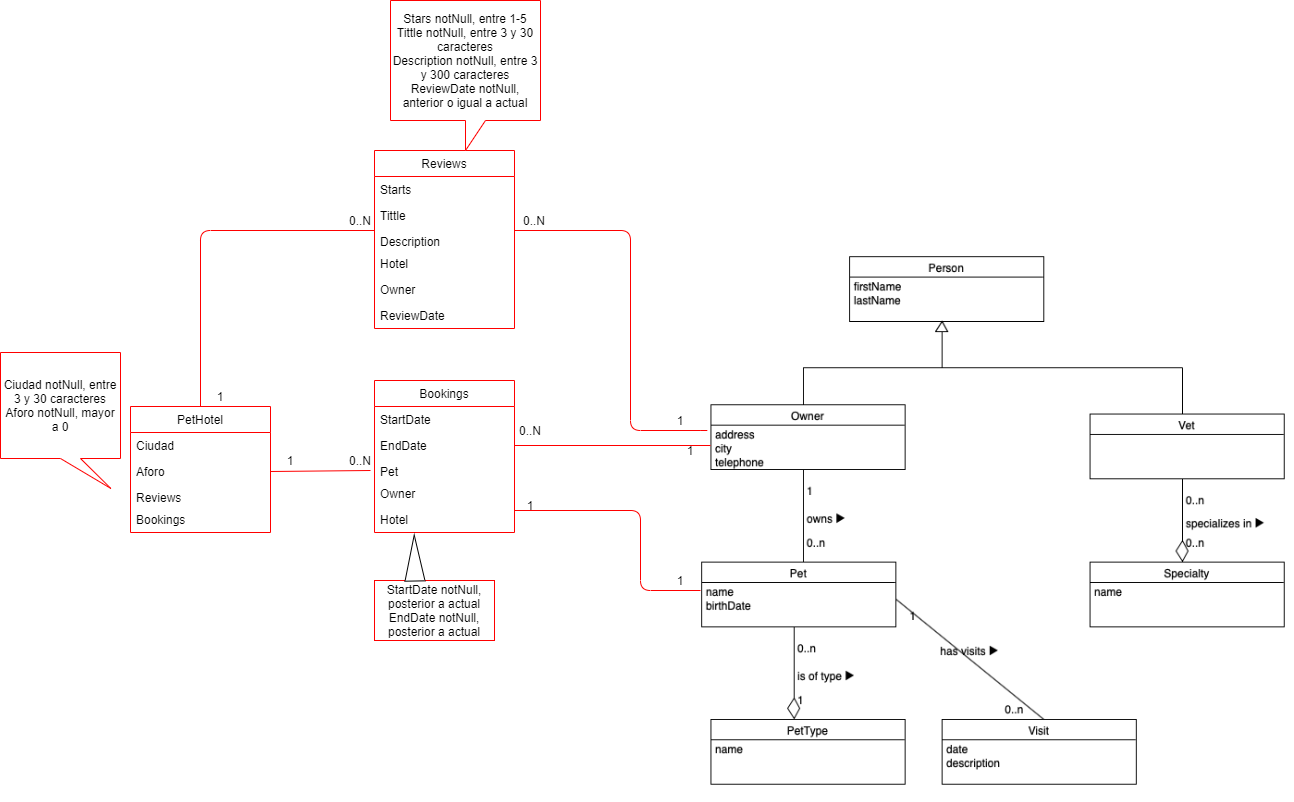 Stars notNull, entre 1-5
Tittle notNull, entre 3 y 30
caracteres
Description notNull, entre 3
y 300 caracteres
ReviewDate notNull,
anterior o igual a actual
Reviews
Starts
Tittle
Description
Hotel
Owner
ReviewDate
0..N
0..N
1
1
Ciudad notNull, entre
3 y 30 caracteres
Aforo notNull, mayor
a 0
PetHotel
Ciudad
Aforo
Reviews
Bookings
1
0..N
Bookings
StartDate
EndDate
Pet
Owner
Hotel
0..N
1
1
1
StartDate notNull,
posterior a actual
EndDate notNull,
posterior a actual
Person
firstName
lastName
Owner
address
city
telephone
Vet
1
owns ▶
0..n
0..n
specializes in ▶
0..n
Pet
name
birthDate
Specialty
name
0..n
is of type ▶
1
1
has visits ▶
0..n
PetType
name
Visit
date
description